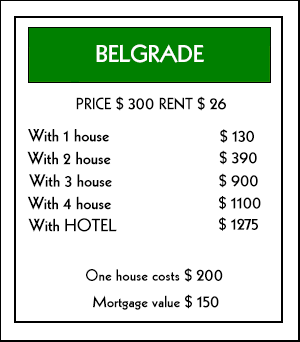 BELGRADE
PRICE $ 300 RENT $ 26
With 1 house $ 130
With 2 house $ 390
With 3 house $ 900
With 4 house $ 1100
With HOTEL $ 1275
One house costs $ 200
Mortgage value $ 150